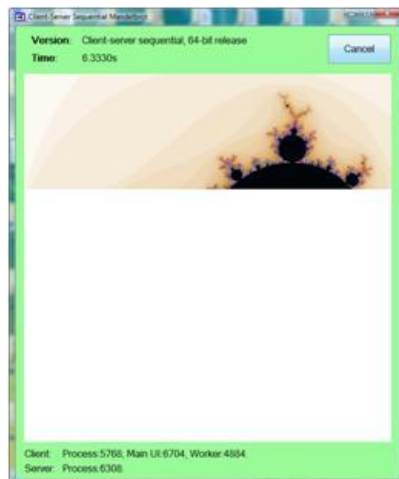 Client-Server Sequential Mandelbrot
Version: Client-server sequential, 64-bit release
Cancel
Time: 6.3330s
Client: Process:5768, Main UI:6704, Worker:4884.
Server: Process:6308.